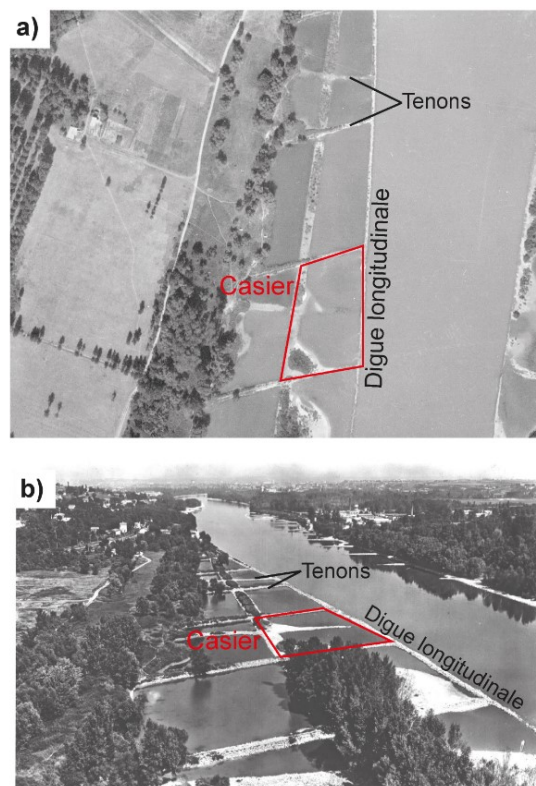 a)
Tenons
Casier
Digue longitudinale
b)
Tenons
Casier
Digue longitudinale